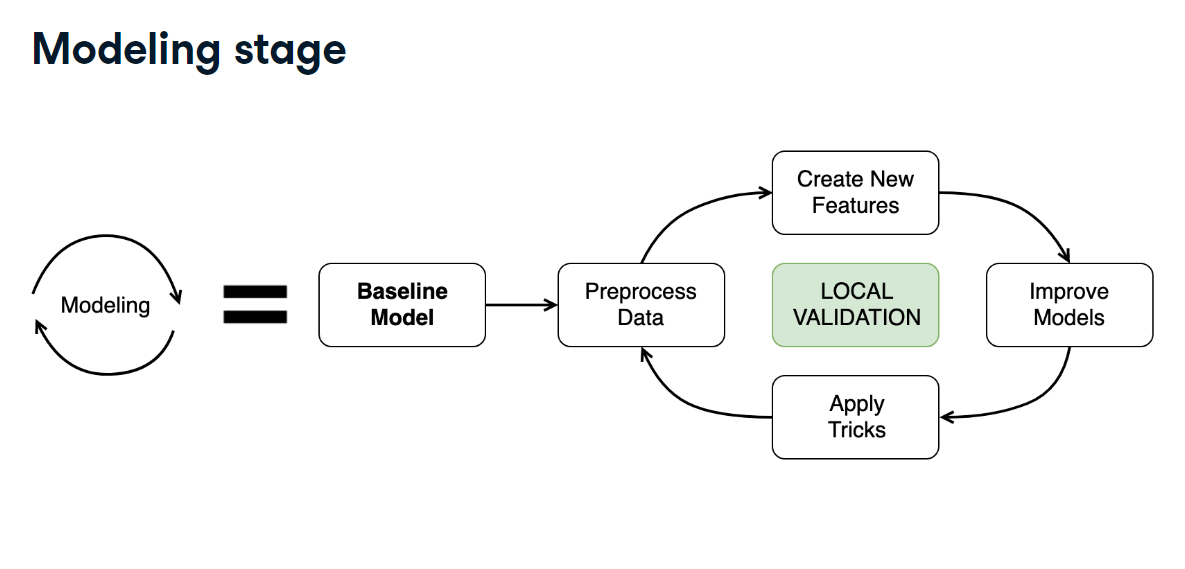 Modeling stage
Modeling
Baseline
Model
Preprocess
Data
Create New
Features
LOCAL
VALIDATION
Improve
Models
Apply
Tricks